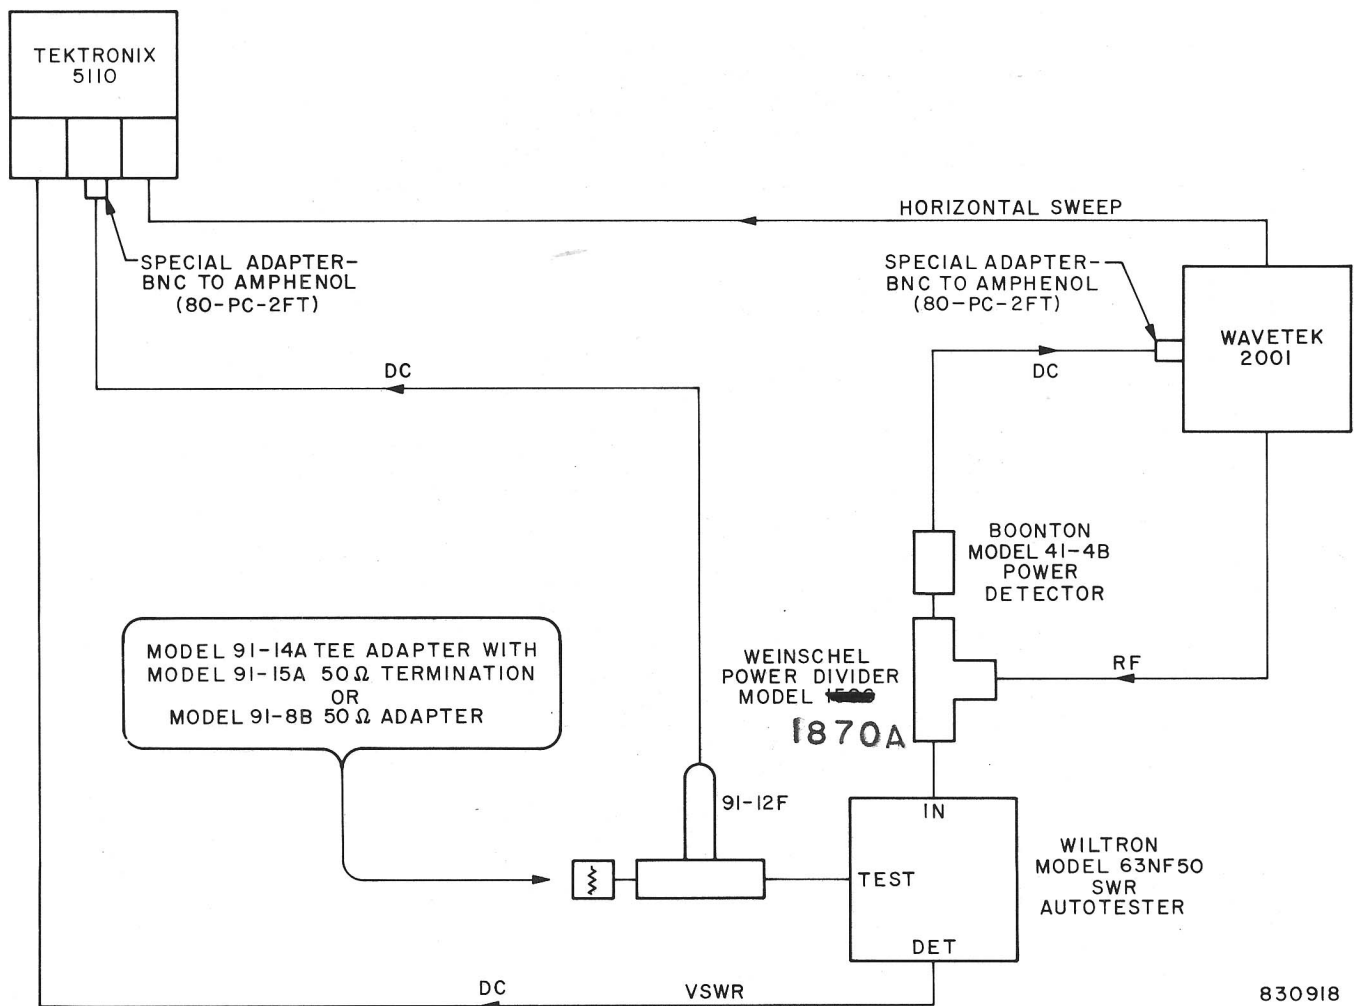 TEKTRONIX
5110
HORIZONTAL SWEEP
SPECIAL ADAPTER-
BNC TO AMPHENOL
(80-PC-2FT)
SPECIAL ADAPTER-
BNC TO AMPHENOL
(80-PC-2FT)
WAVETEK
2001
DC
DC
BOONTON
MODEL 41-4B
POWER
DETECTOR
MODEL 91-14A TEE ADAPTER WITH
MODEL 91-15A 50Ω TERMINATION
OR
MODEL 91-8B 50Ω ADAPTER
WEINSCHEL
POWER DIVIDER
MODEL
1870A
RF
91-12F
IN
TEST
DET
WILTRON
MODEL 63NF50
SWR
AUTOTESTER
DC
VSWR
830918